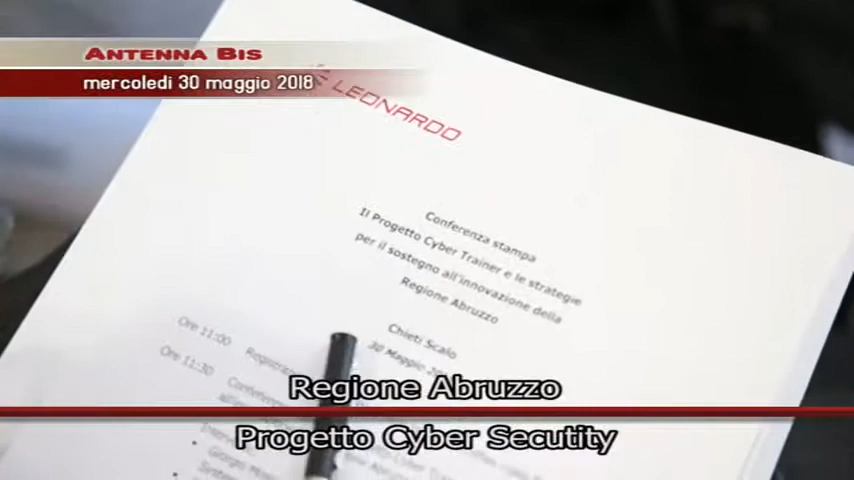 ANTENNA BIS
mercoledi 30 maggio 2018
LEONARDO
Conferenza stampa
Il Progetto Cyber Trainer e le strategie
per il sostegno all'innovazione della
Regione Abruzzo
Chieti Scalo
30 Maggio
Ore 11:00
Ore 11:30
Regione Abruzzo
Progetto Cyber Secutity